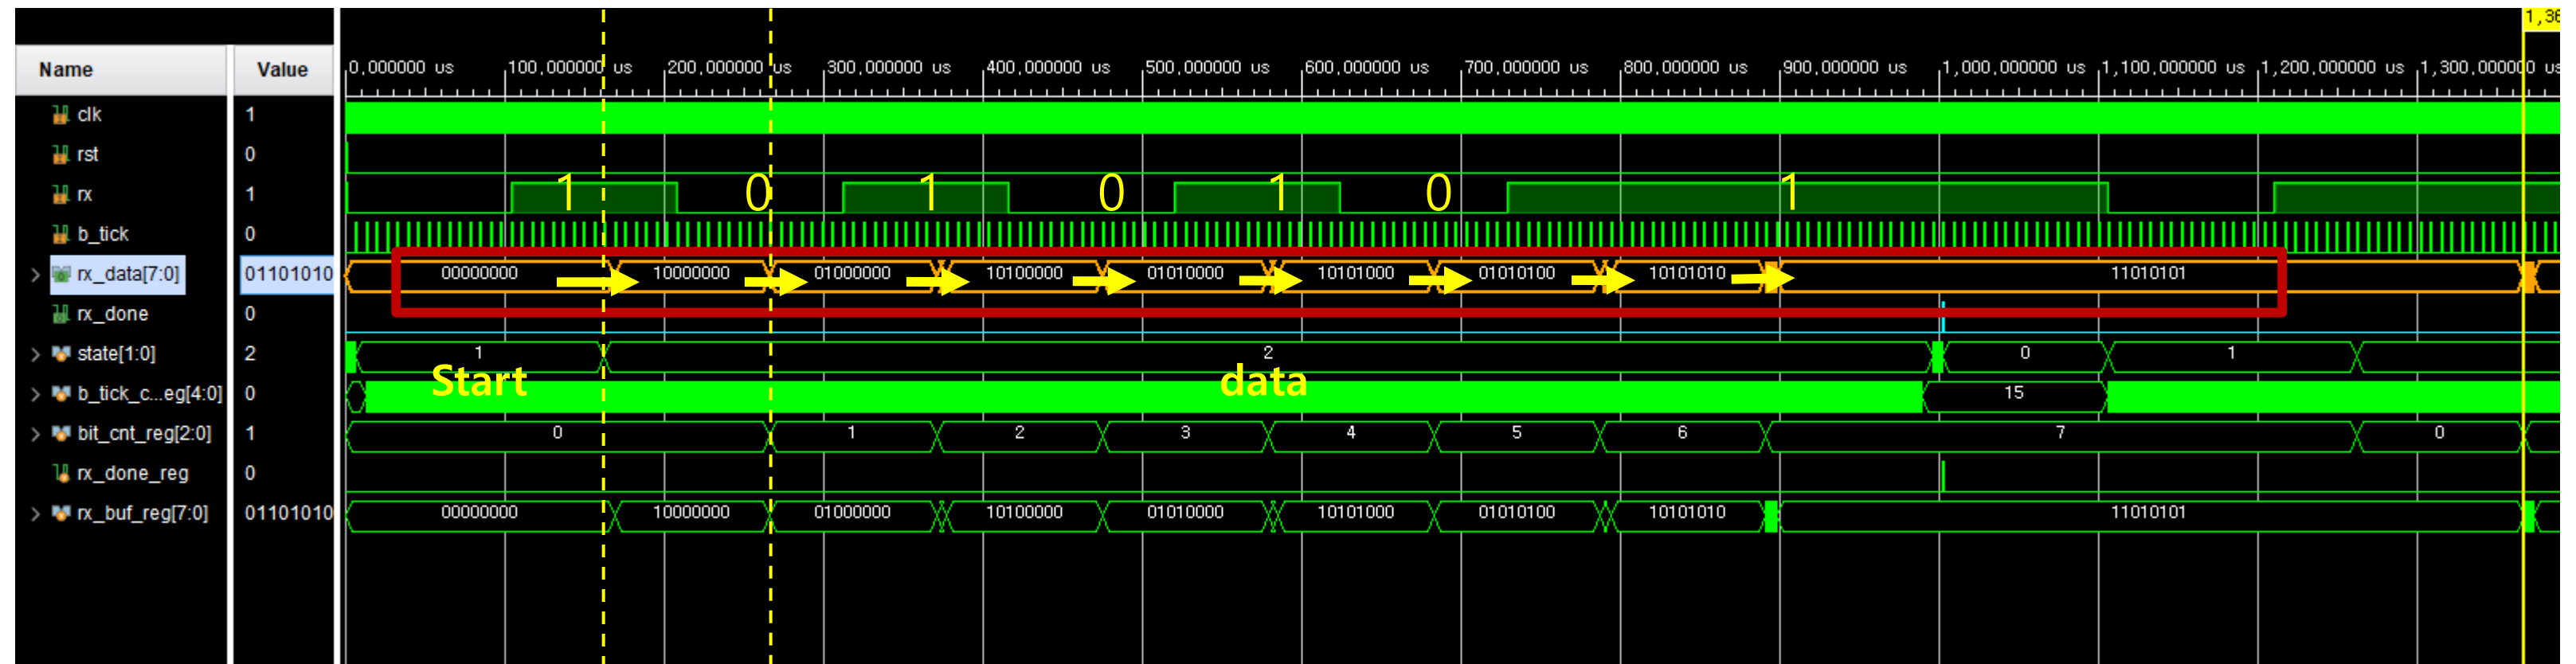 1,36
Name Value 0,000000 us 100,000000 us 200,000000 us 300,000000 us 400,000000 us 500,000000 us 600,000000 us 700,000000 us 800,000000 us 900,000000 us 1,000,000000 us 1,100,000000 us 1,200,000000 us 1,300,000000 us
clk 1
rst 0
rx 1 1 0 1 0 1 0 1
b_tick 0
rx_data[7:0] 01101010 00000000 10000000 01000000 10100000 01010000 10101000 01010100 10101010 11010101
rx_done 0
state[1:0] 2 1 2 0 1
Start data
b_tick_c...eg[4:0] 0 15
bit_cnt_reg[2:0] 1 0 1 2 3 4 5 6 7 0
rx_done_reg 0
rx_buf_reg[7:0] 01101010 00000000 10000000 01000000 10100000 01010000 10101000 01010100 10101010 11010101